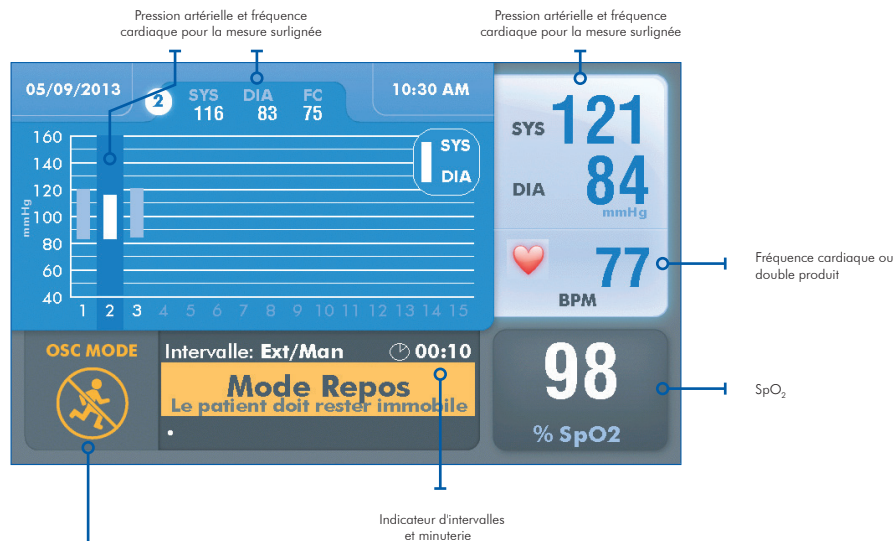 Pression artérielle et fréquence
cardiaque pour la mesure surlignée
Pression artérielle et fréquence
cardiaque pour la mesure surlignée
05/09/2013
2
SYS DIA FC
116 83 75
10:30 AM
160
140
120
100
80
60
40
mmHg
SYS
DIA
1 2 3 4 5 6 7 8 9 10 11 12 13 14 15
SYS 121
DIA 84
mmHg
77
BPM
Fréquence cardiaque ou
double produit
OSC MODE
Intervalle: Ext/Man 00:10
Mode Repos
Le patient doit rester immobile
98
% SpO2
SpO₂
Indicateur d'intervalles
et minuterie